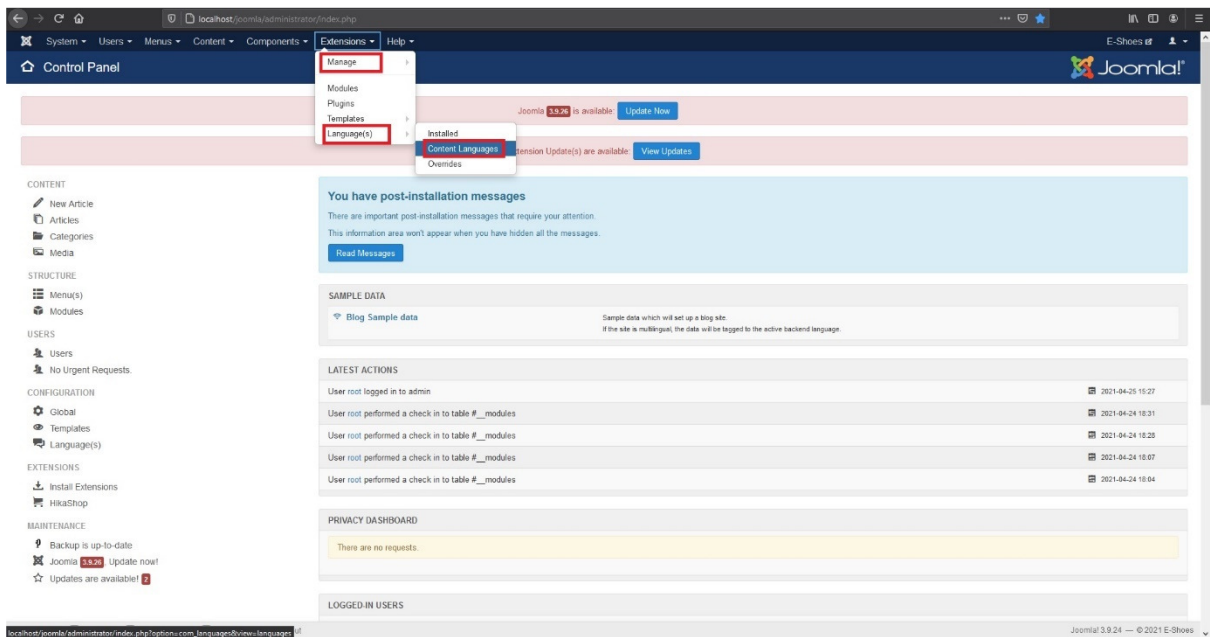 localhost/joomla/administrator/index.php
System Users Menus Content Components Extensions Help E-Shoes
Control Panel Joomla!
Manage
Modules
Plugins
Templates
Language(s)
Installed
Content Languages
Overrides
Joomla 3.9.26 is available: Update Now
tension Update(s) are available: View Updates
CONTENT
New Article
Articles
Categories
Media
STRUCTURE
Menu(s)
Modules
USERS
Users
No Urgent Requests.
CONFIGURATION
Global
Templates
Language(s)
EXTENSIONS
Install Extensions
HikaShop
MAINTENANCE
Backup is up-to-date
Joomla 3.9.26, Update now!
Updates are available! 2
You have post-installation messages
There are important post-installation messages that require your attention.
This information area won't appear when you have hidden all the messages.
Read Messages
SAMPLE DATA
Blog Sample data
Sample data which will set up a blog site.
If the site is multilingual, the data will be tagged to the active backend language.
LATEST ACTIONS
User root logged in to admin 2021-04-25 15:27
User root performed a check in to table #__modules 2021-04-24 18:31
User root performed a check in to table #__modules 2021-04-24 18:28
User root performed a check in to table #__modules 2021-04-24 18:07
User root performed a check in to table #__modules 2021-04-24 18:04
PRIVACY DASHBOARD
There are no requests.
LOGGED-IN USERS
localhost/joomla/administrator/index.php?option=com_languages&view=languages
Joomla! 3.9.24 — © 2021 E-Shoes